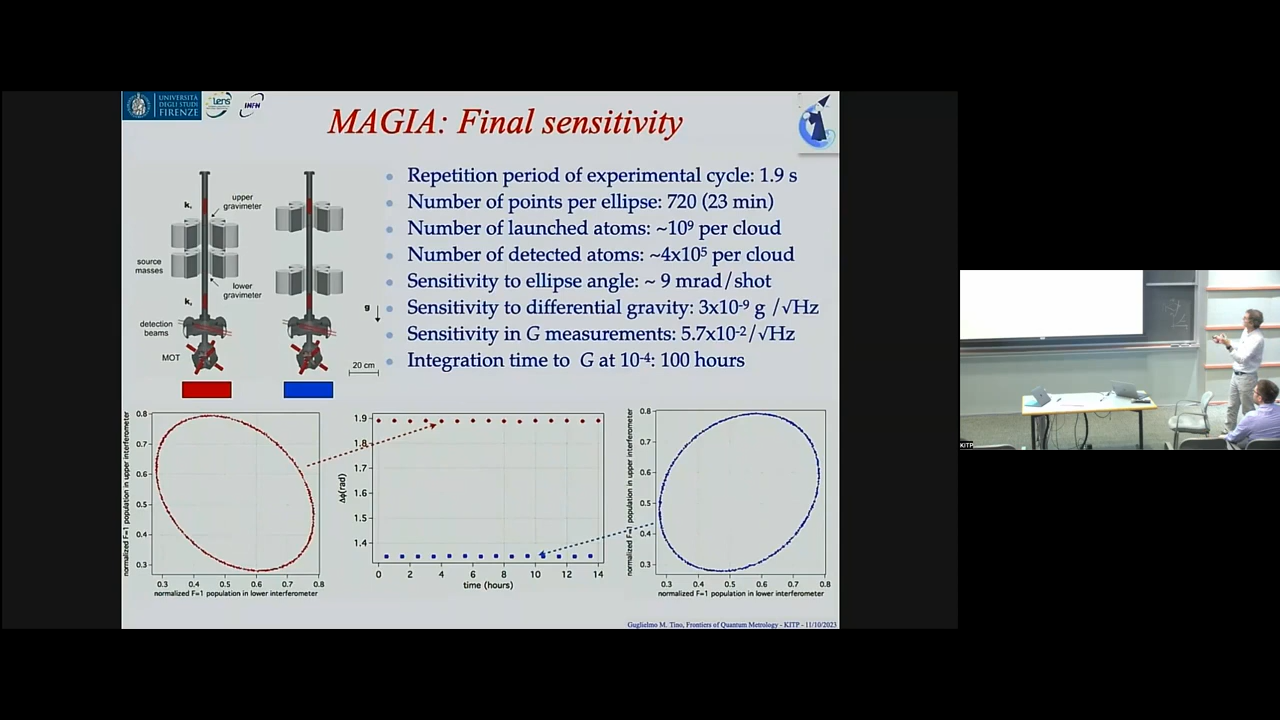 UNIVERSITÀ
DEGLI STUDI
FIRENZE
Lens
INFN
MAGIA: Final sensitivity
• Repetition period of experimental cycle: 1.9 s
• Number of points per ellipse: 720 (23 min)
• Number of launched atoms: ~10⁹ per cloud
• Number of detected atoms: ~4x10⁵ per cloud
• Sensitivity to ellipse angle: ~ 9 mrad/shot
• Sensitivity to differential gravity: 3x10⁻⁹ g /√Hz
• Sensitivity in G measurements: 5.7x10⁻²/√Hz
• Integration time to G at 10⁻⁴: 100 hours
upper
gravimeter
source
masses
lower
gravimeter
detection
beams
MOT
g
20 cm
normalized F=1 population in upper interferometer
0.8
0.7
0.6
0.5
0.4
0.3
0.3 0.4 0.5 0.6 0.7 0.8
normalized F=1 population in lower interferometer
Δϕ(rad)
1.9
1.8
1.7
1.6
1.5
1.4
0 2 4 6 8 10 12 14
time (hours)
normalized F=1 population in upper interferometer
0.8
0.7
0.6
0.5
0.4
0.3
0.3 0.4 0.5 0.6 0.7 0.8
normalized F=1 population in lower interferometer
Guglielmo M. Tino, Frontiers of Quantum Metrology - KITP - 11/10/2023
KITP